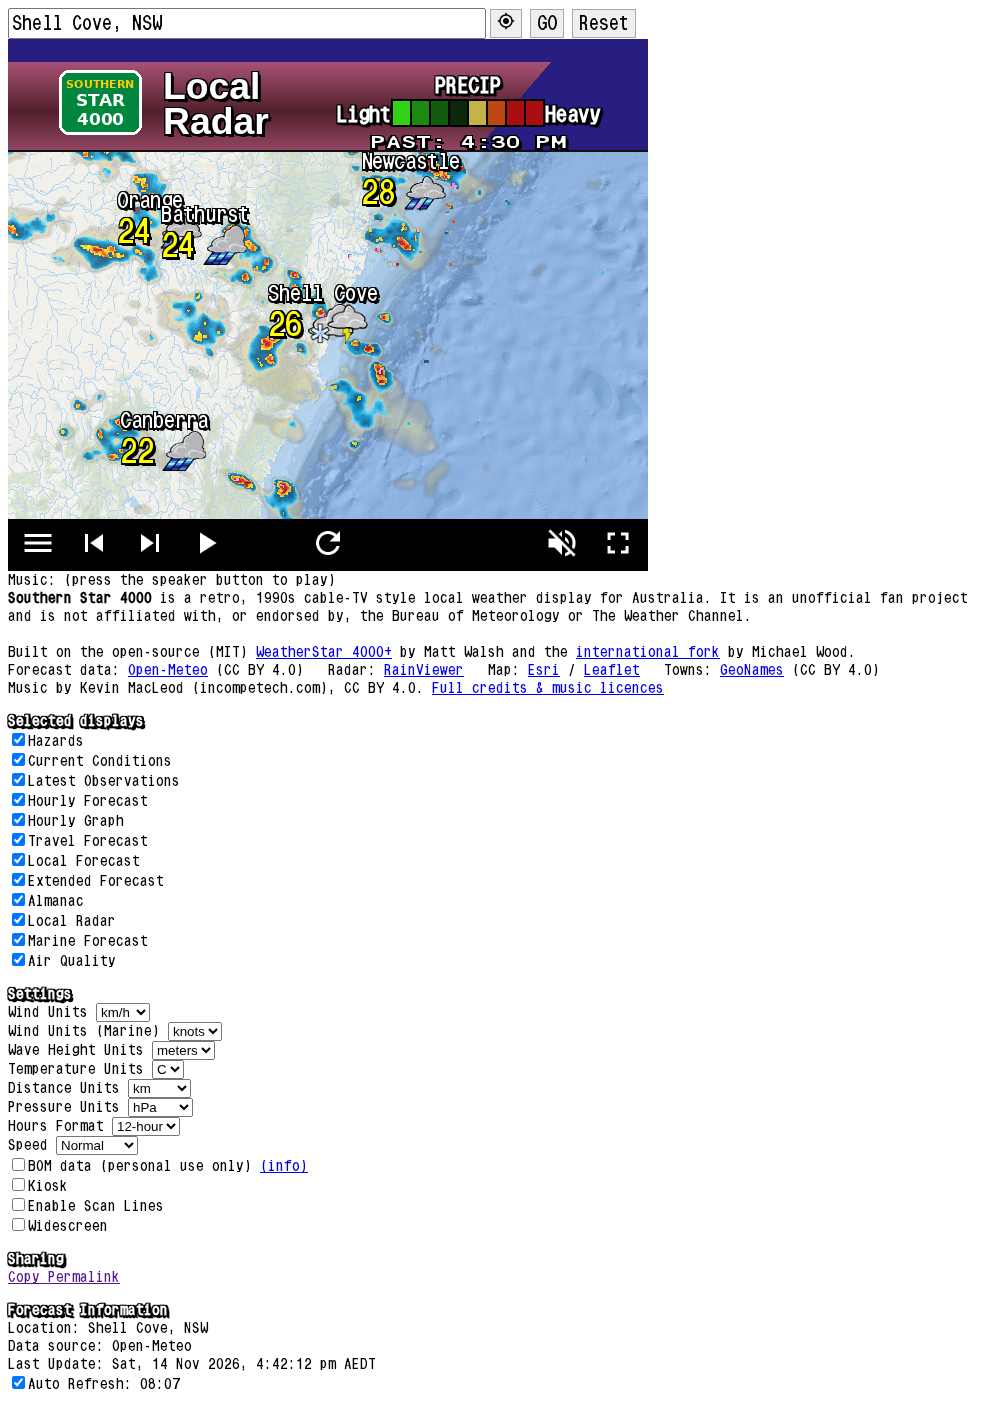 Shell Cove, NSW
GO
Reset
SOUTHERN
STAR
4000
Local
Radar
PRECIP
Light
Heavy
PAST: 4:30 PM
Newcastle
28
Orange
24
Bathurst
24
Shell Cove
26
Canberra
22
Music: (press the speaker button to play)
Southern Star 4000 is a retro, 1990s cable-TV style local weather display for Australia. It is an unofficial fan project
and is not affiliated with, or endorsed by, the Bureau of Meteorology or The Weather Channel.
Built on the open-source (MIT) WeatherStar 4000+ by Matt Walsh and the international fork by Michael Wood.
Forecast data: Open-Meteo (CC BY 4.0) Radar: RainViewer Map: Esri / Leaflet Towns: GeoNames (CC BY 4.0)
Music by Kevin MacLeod (incompetech.com), CC BY 4.0. Full credits & music licences
Selected displays
Hazards
Current Conditions
Latest Observations
Hourly Forecast
Hourly Graph
Travel Forecast
Local Forecast
Extended Forecast
Almanac
Local Radar
Marine Forecast
Air Quality
Settings
Wind Units km/h
Wind Units (Marine) knots
Wave Height Units meters
Temperature Units C
Distance Units km
Pressure Units hPa
Hours Format 12-hour
Speed Normal
BOM data (personal use only) (info)
Kiosk
Enable Scan Lines
Widescreen
Sharing
Copy Permalink
Forecast Information
Location: Shell Cove, NSW
Data source: Open-Meteo
Last Update: Sat, 14 Nov 2026, 4:42:12 pm AEDT
Auto Refresh: 08:07